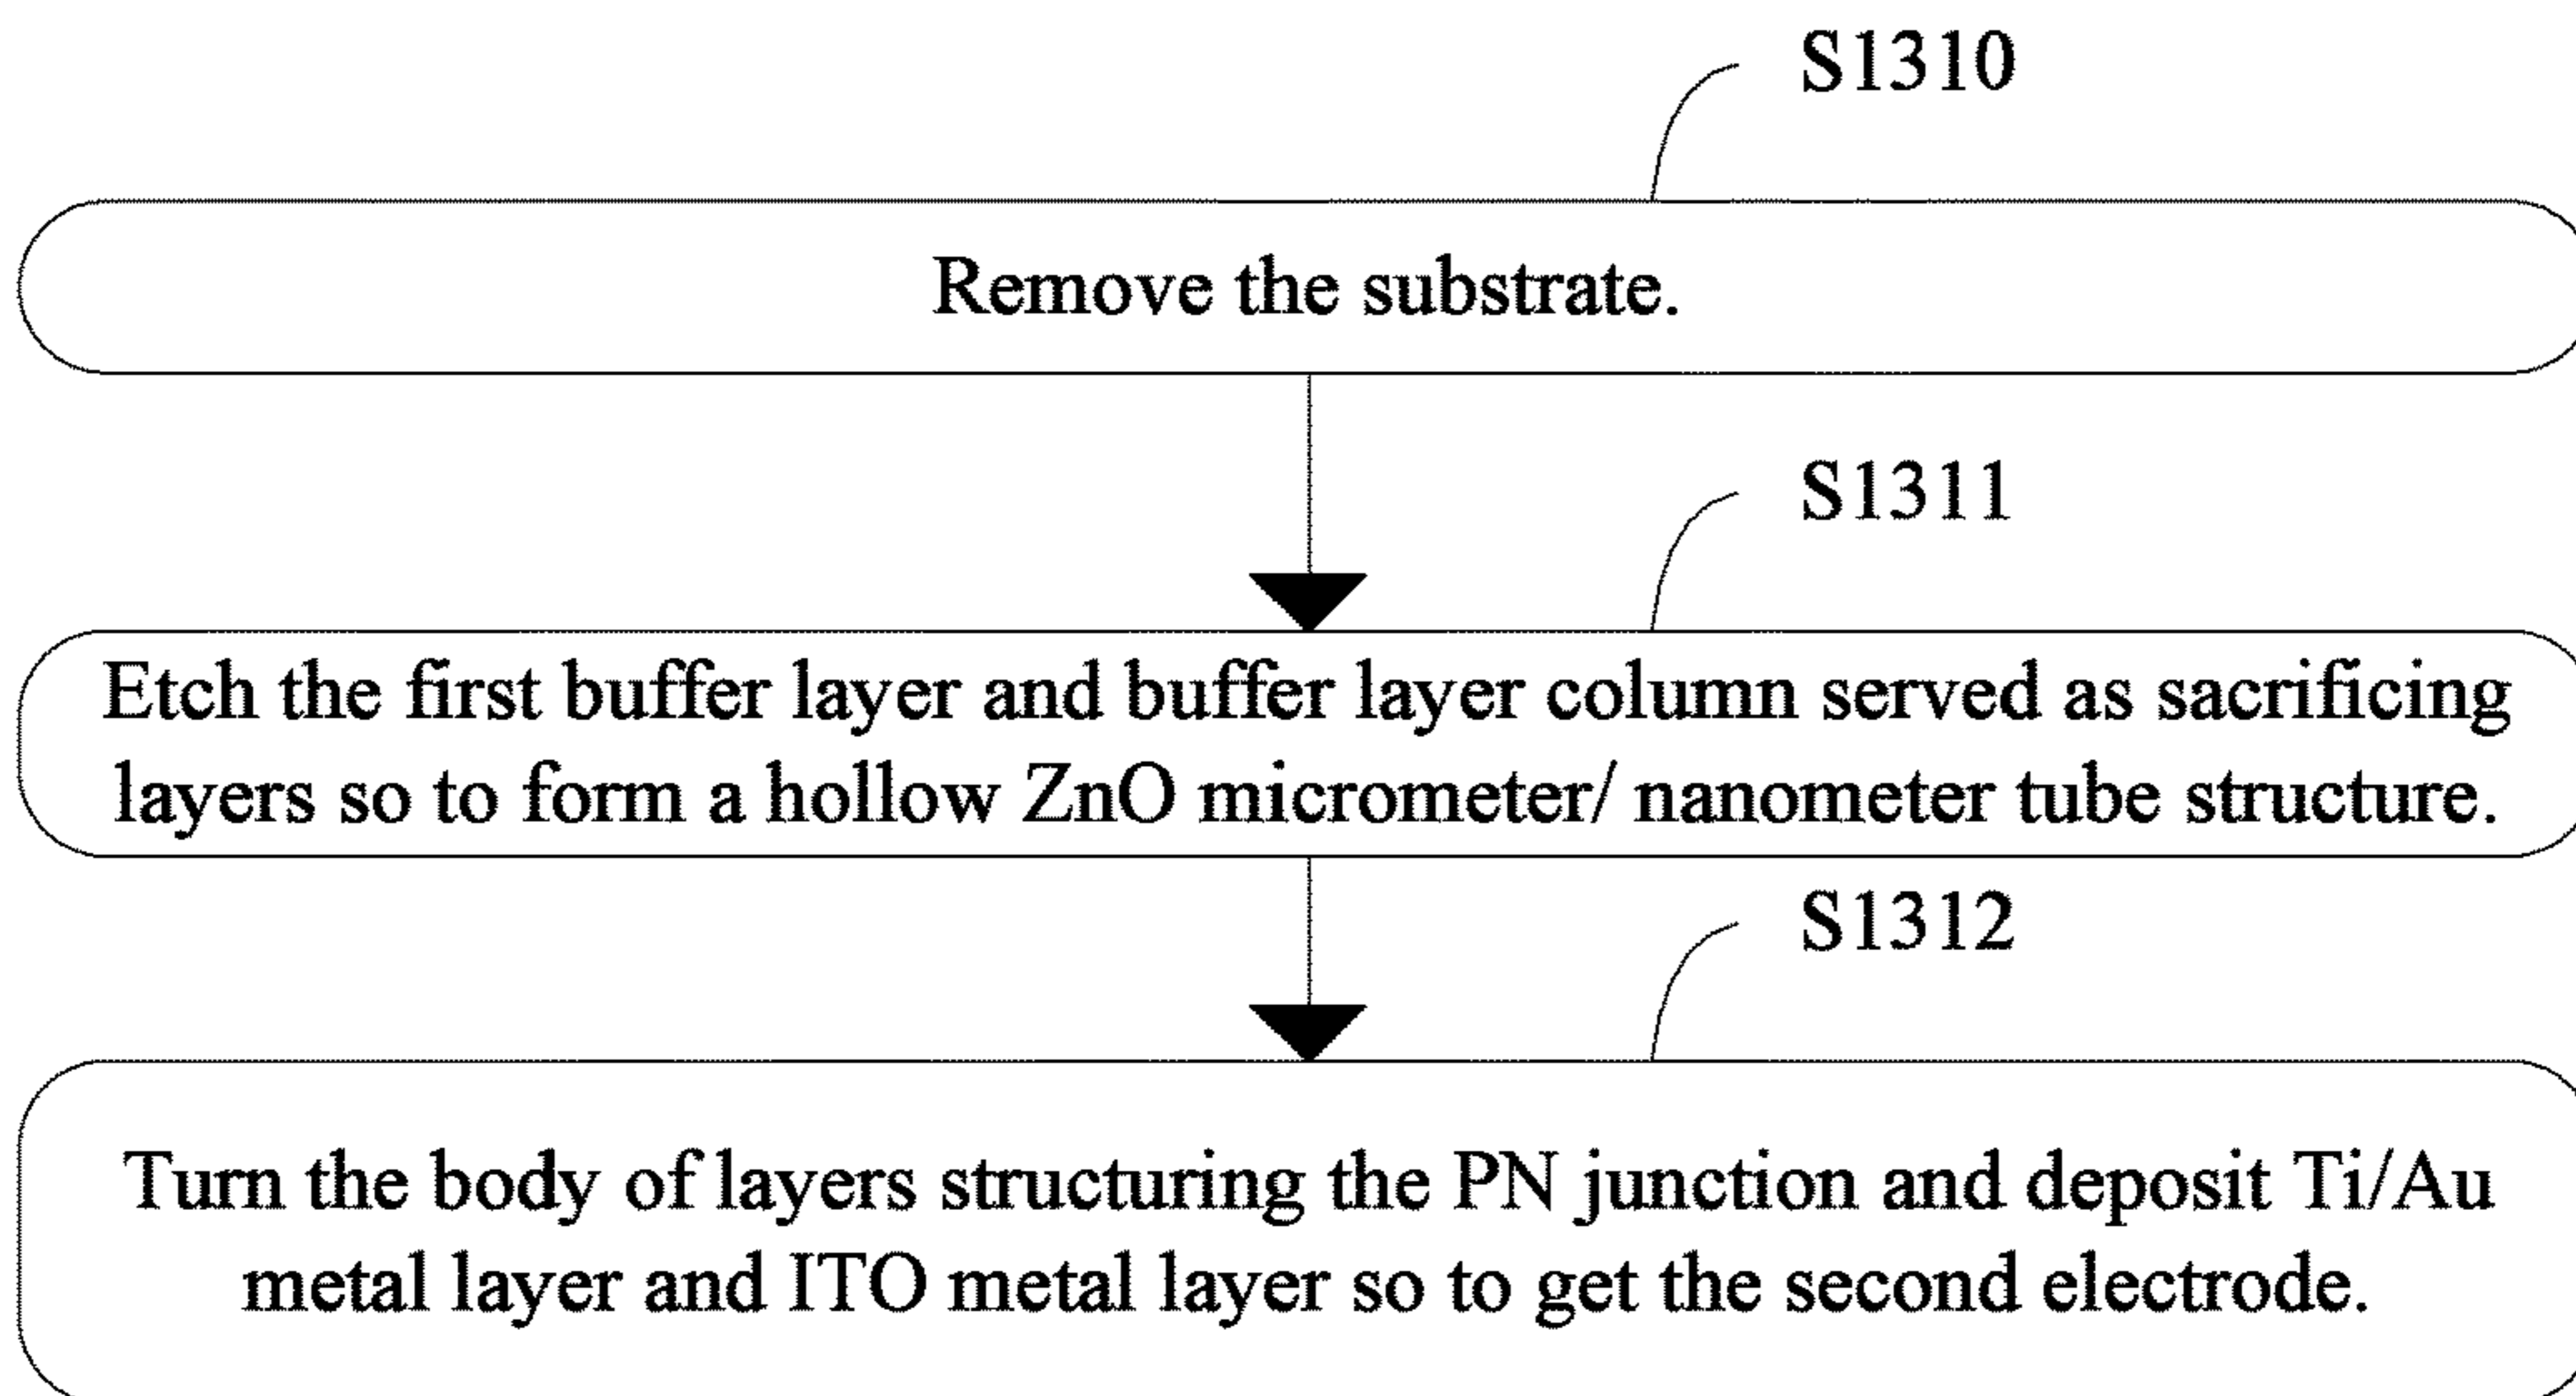 S1310
Remove the substrate.
S1311
Etch the first buffer layer and buffer layer column served as sacrificing
layers so to form a hollow ZnO micrometer/ nanometer tube structure.
S1312
Turn the body of layers structuring the PN junction and deposit Ti/Au
metal layer and ITO metal layer so to get the second electrode.